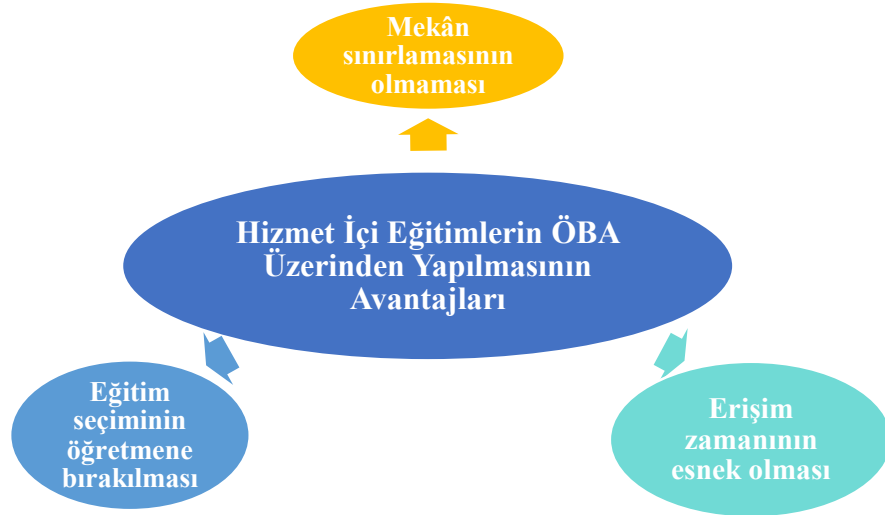 Mekân
sınırlamasının
olmaması
Hizmet İçi Eğitimlerin ÖBA
Üzerinden Yapılmasının
Avantajları
Eğitim
seçiminin
öğretmene
bırakılması
Erişim
zamanının
esnek olması